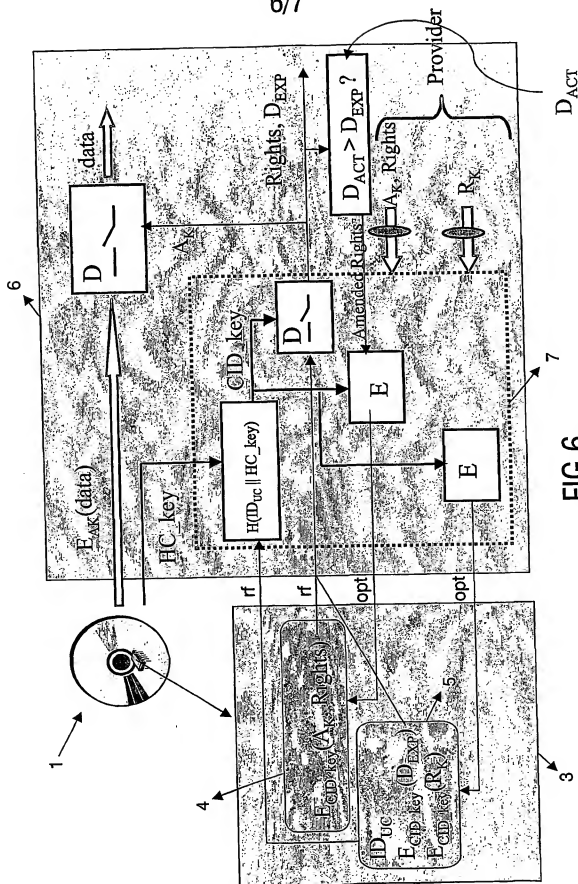 6/7
6
D
data
A_K
E_AK(data)
HC_key
Rights, D_EXP
D_ACT > D_EXP ?
D_ACT
Provider
A_K, Rights
R_K
CID_key
D
Amended Rights
H(ID_UC || HC_key)
E
E
7
rf
rf
opt
opt
1
4
E_CID_key(A_K, Rights)
5
ID_UC
E_CID_key(D_EXP)
E_CID_key(R_K)
3
FIG. 6